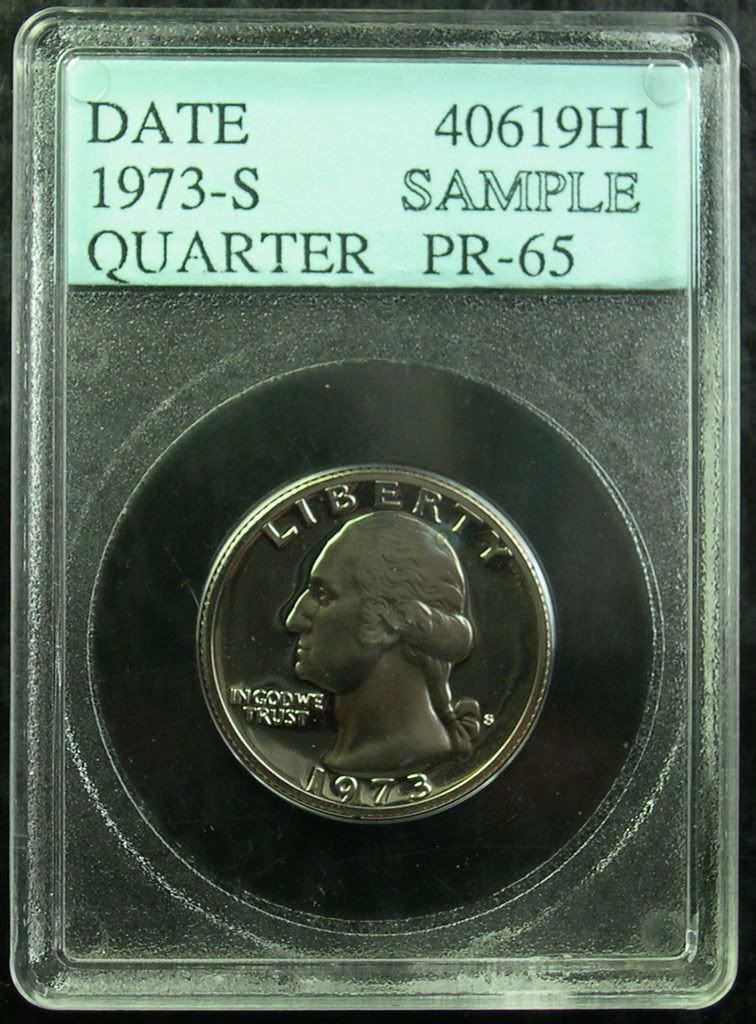 DATE 40619H1
1973-S SAMPLE
QUARTER PR-65
LIBERTY
IN GOD WE
TRUST
S
1973